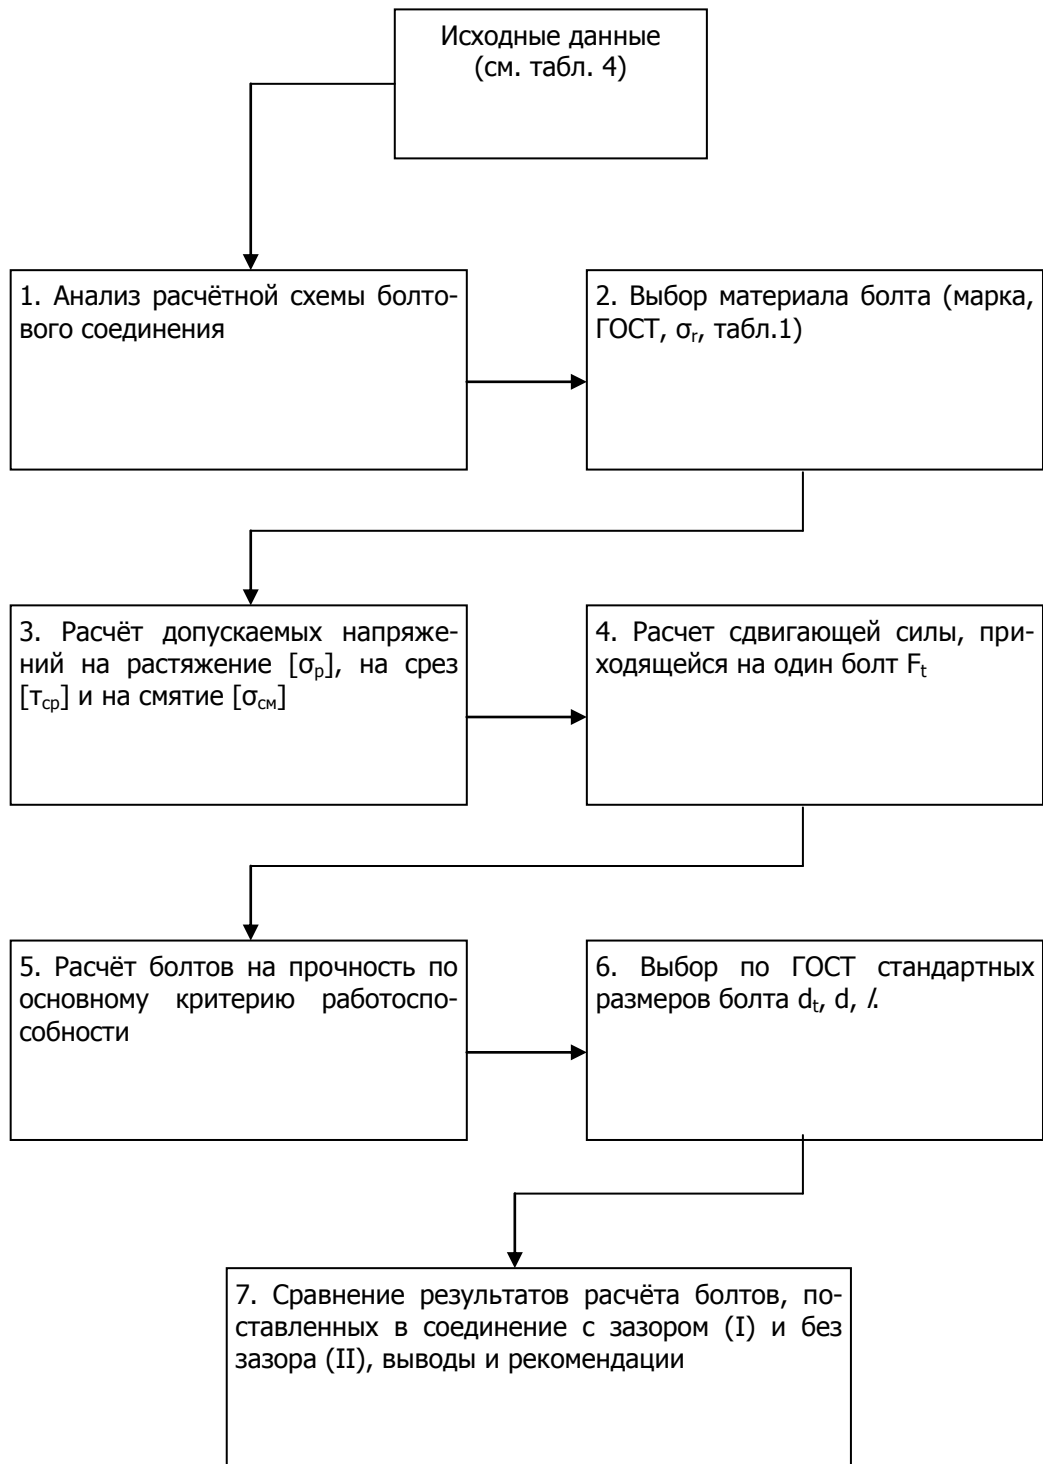 Исходные данные
(см. табл. 4)
1. Анализ расчётной схемы болто-
вого соединения
2. Выбор материала болта (марка,
ГОСТ, σr, табл.1)
3. Расчёт допускаемых напряже-
ний на растяжение [σр], на срез
[τср] и на смятие [σсм]
4. Расчет сдвигающей силы, при-
ходящейся на один болт Ft
5. Расчёт болтов на прочность по
основному критерию работоспо-
собности
6. Выбор по ГОСТ стандартных
размеров болта dt, d, l.
7. Сравнение результатов расчёта болтов, по-
ставленных в соединение с зазором (I) и без
зазора (II), выводы и рекомендации